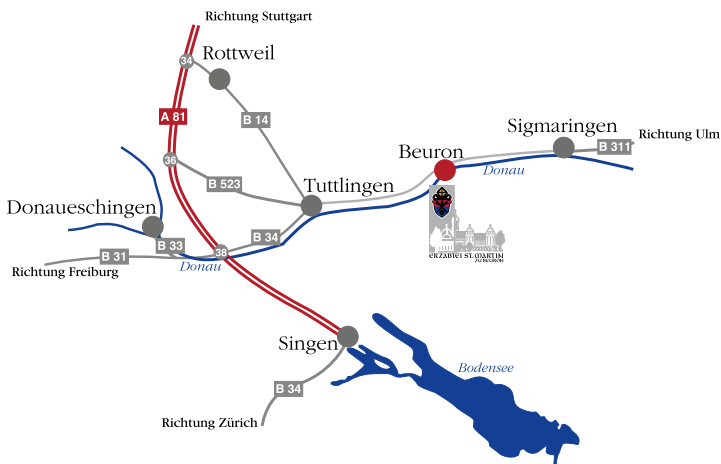 Richtung Stuttgart
34
Rottweil
A 81
B 14
Sigmaringen
Richtung Ulm
B 311
Beuron
36
Donau
B 523
Tuttlingen
Donaueschingen
B 34
B 33
38
B 31
Donau
Richtung Freiburg
ERZABTEI ST. MARTIN
ZU BEURON
Singen
Bodensee
B 34
Richtung Zürich